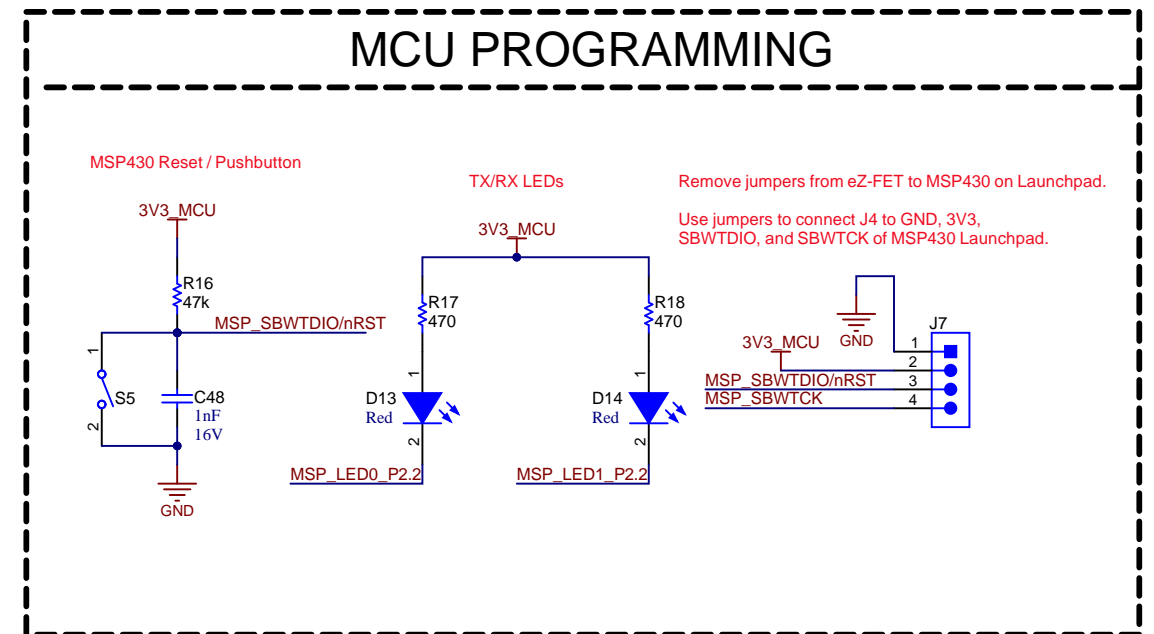 MCU PROGRAMMING
MSP430 Reset / Pushbutton
3V3_MCU
R16
47k
MSP_SBWTDIO/nRST
1
S5
2
C48
1nF
16V
GND
TX/RX LEDs
3V3_MCU
R17
470
R18
470
1
D13
Red
2
MSP_LED0_P2.2
1
D14
Red
2
MSP_LED1_P2.2
Remove jumpers from eZ-FET to MSP430 on Launchpad.
Use jumpers to connect J4 to GND, 3V3,
SBWTDIO, and SBWTCK of MSP430 Launchpad.
GND
J7
3V3_MCU
1
2
MSP_SBWTDIO/nRST
3
MSP_SBWTCK
4